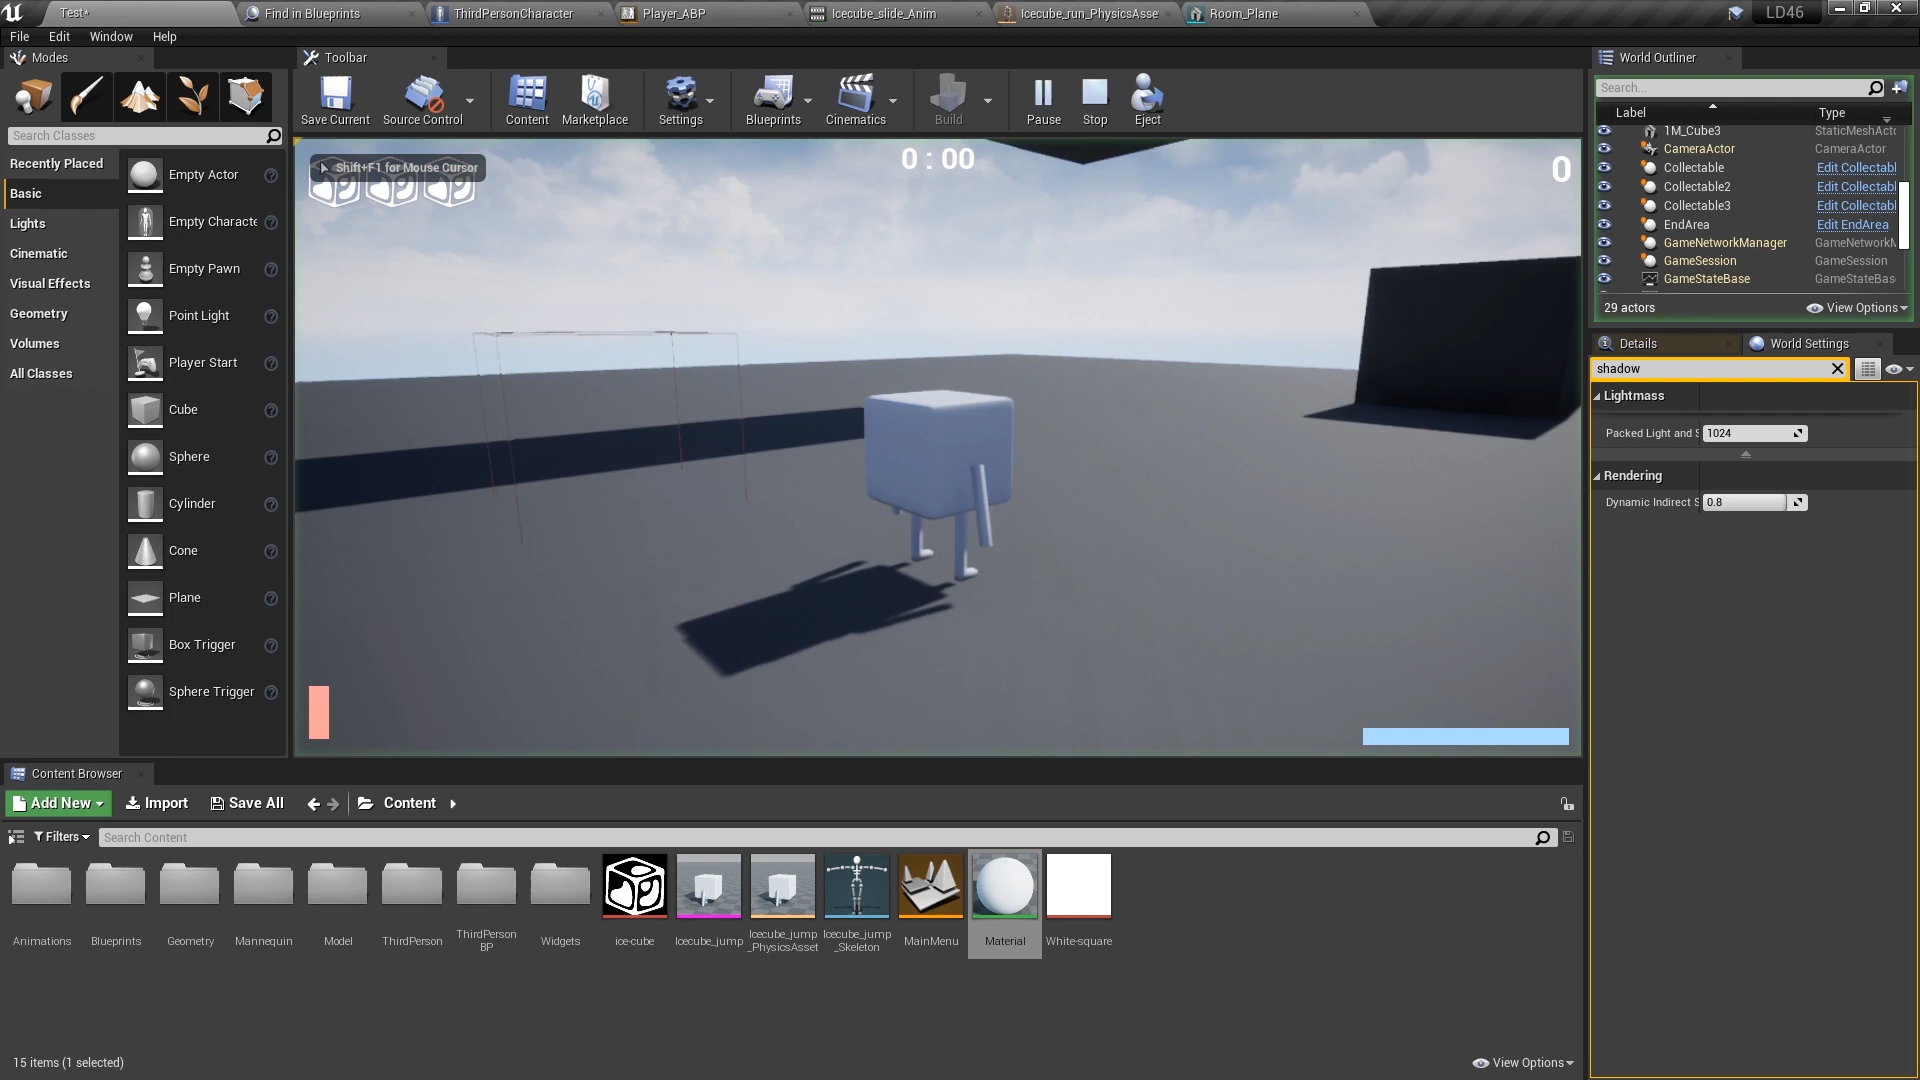 Test*
Find in Blueprints
ThirdPersonCharacter
Player_ABP
Icecube_slide_Anim
Icecube_run_PhysicsAsse
Room_Plane
LD46
File
Edit
Window
Help
Modes
Toolbar
World Outliner
Save Current
Source Control
Content
Marketplace
Settings
Blueprints
Cinematics
Build
Pause
Stop
Eject
Search Classes
Recently Placed
Basic
Lights
Cinematic
Visual Effects
Geometry
Volumes
All Classes
Empty Actor
Empty Characte
Empty Pawn
Point Light
Player Start
Cube
Sphere
Cylinder
Cone
Plane
Box Trigger
Sphere Trigger
Shift+F1 for Mouse Cursor
0 : 00
0
Search...
Label Type
1M_Cube3 StaticMeshActo
CameraActor CameraActor
Collectable Edit Collectabl
Collectable2 Edit Collectabl
Collectable3 Edit Collectabl
EndArea Edit EndArea
GameNetworkManager GameNetworkM
GameSession GameSession
GameStateBase GameStateBas
29 actors View Options
Details
World Settings
shadow
Lightmass
Packed Light and S 1024
Rendering
Dynamic Indirect S 0.8
Content Browser
Add New
Import
Save All
Content
Filters
Search Content
Animations
Blueprints
Geometry
Mannequin
Model
ThirdPerson
ThirdPerson
BP
Widgets
ice-cube
Icecube_jump
Icecube_jump
_PhysicsAsset
Icecube_jump
_Skeleton
MainMenu
Material
White-square
15 items (1 selected)
View Options